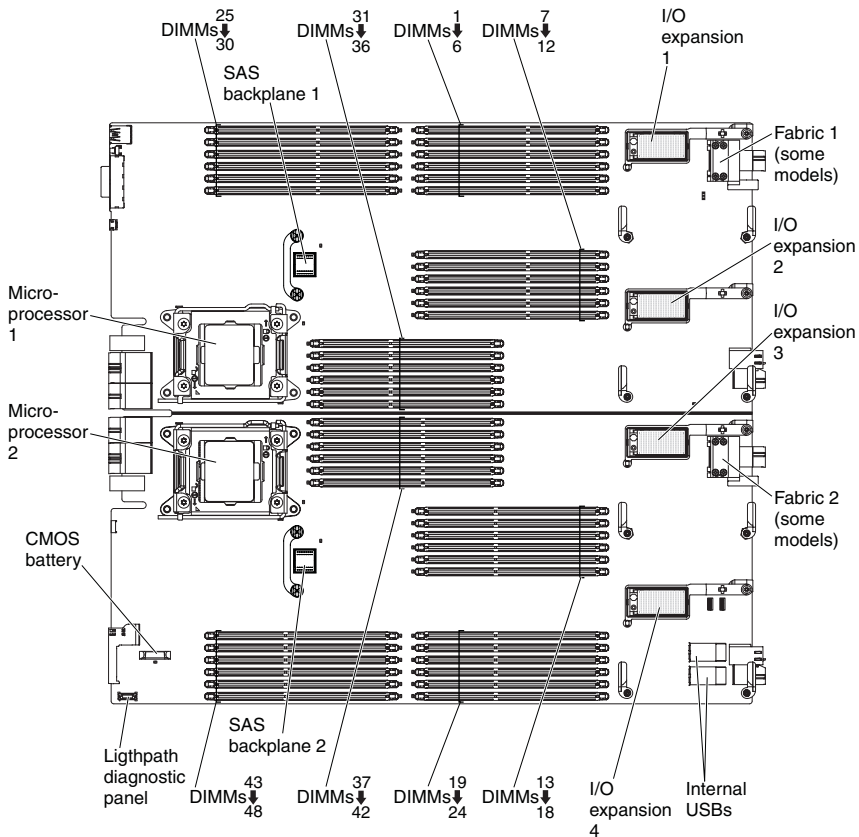 25
DIMMs
30
31
DIMMs
36
1
DIMMs
6
7
DIMMs
12
I/O
expansion
1
SAS
backplane 1
Fabric 1
(some
models)
I/O
expansion
2
Micro-
processor
1
I/O
expansion
3
Micro-
processor
2
Fabric 2
(some
models)
CMOS
battery
SAS
backplane 2
Ligthpath
diagnostic
panel
43
DIMMs
48
37
DIMMs
42
19
DIMMs
24
13
DIMMs
18
I/O
expansion
4
Internal
USBs